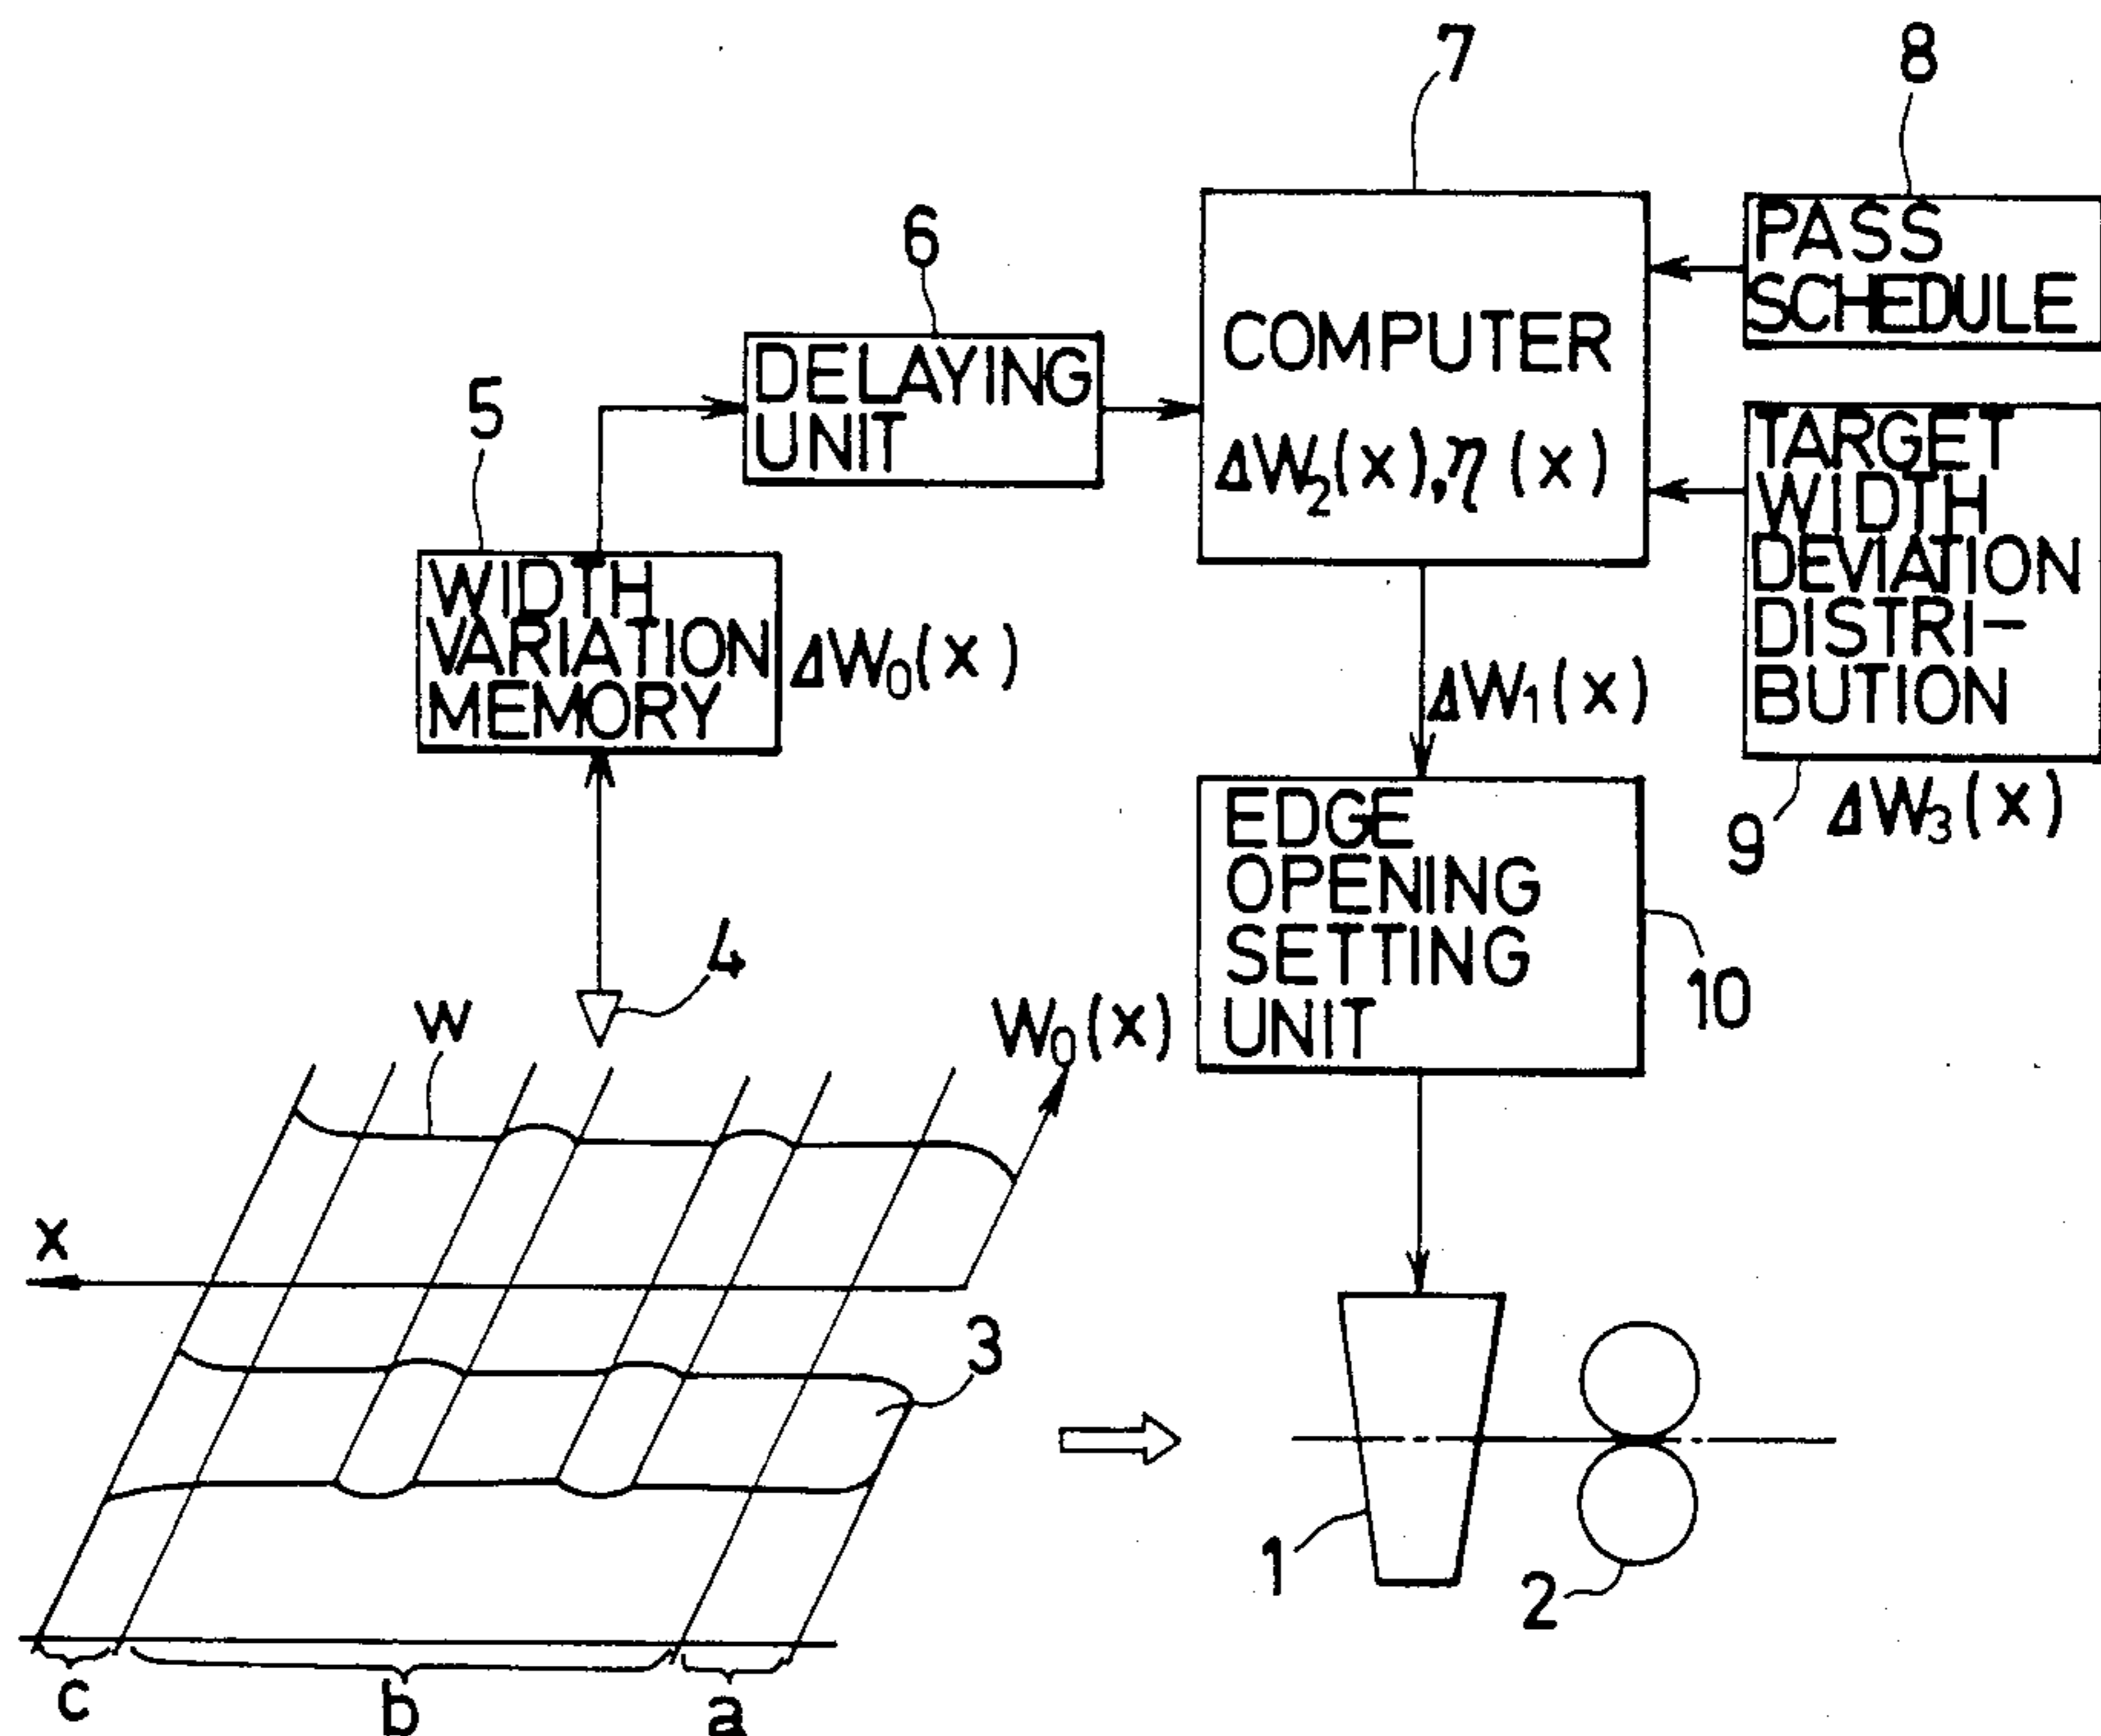 7
8
6
PASS
SCHEDULE
COMPUTER
ΔW₂(x),η(x)
DELAYING
UNIT
5
TARGET
WIDTH
DEVIATION
DISTRI-
BUTION
9
ΔW₃(x)
WIDTH
VARIATION
MEMORY
ΔW₀(x)
ΔW₁(x)
EDGE
OPENING
SETTING
UNIT
10
4
W
W₀(x)
x
3
1
2
c
b
a